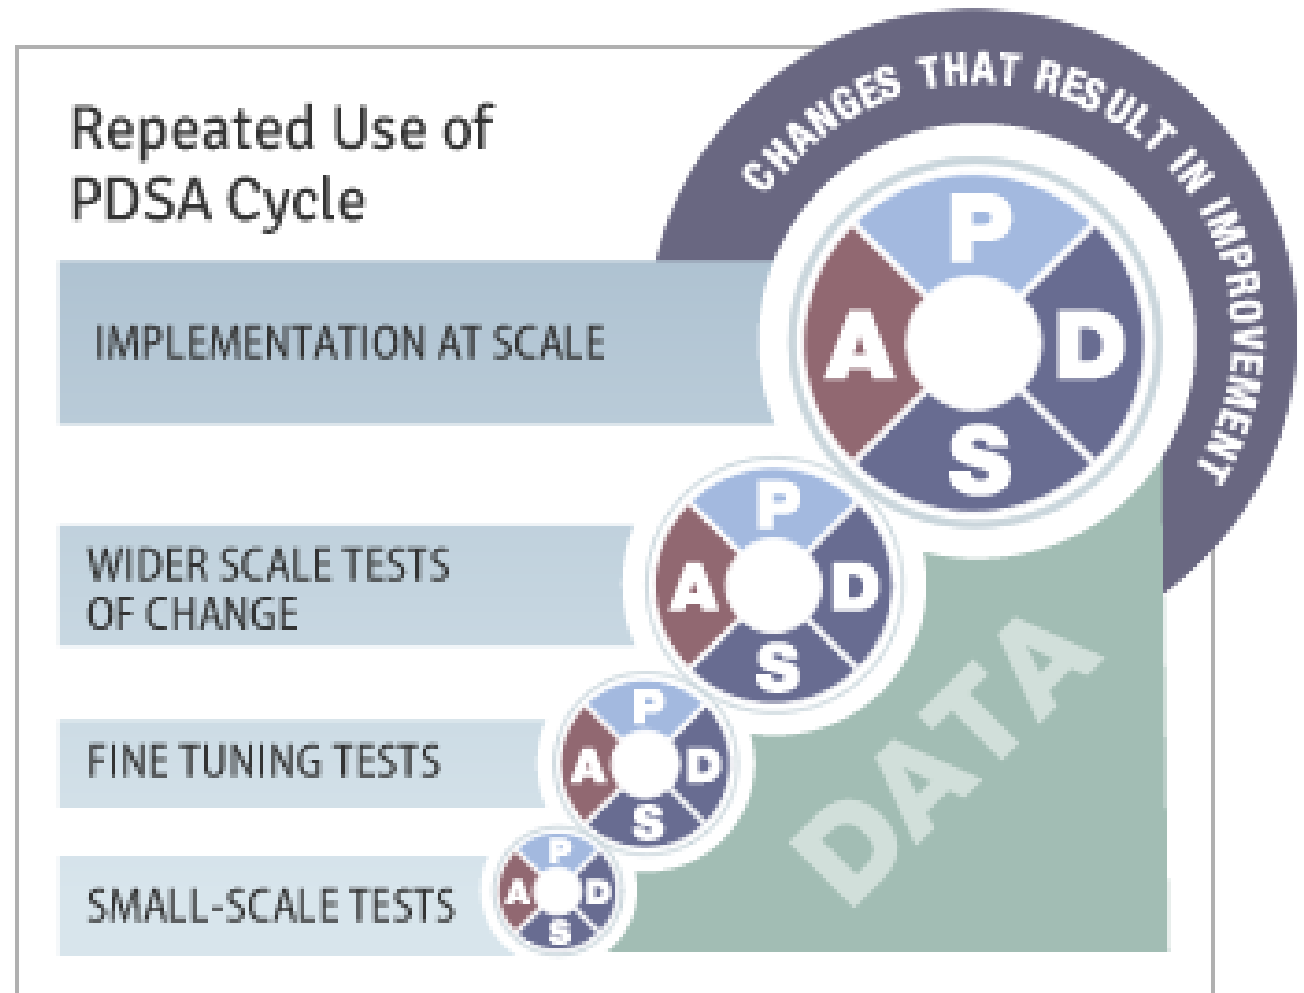 Repeated Use of
PDSA Cycle
CHANGES THAT RESULT IN IMPROVEMENT
IMPLEMENTATION AT SCALE
P
A
D
S
WIDER SCALE TESTS
OF CHANGE
P
A
D
S
FINE TUNING TESTS
P
A
D
S
SMALL-SCALE TESTS
P
A
D
S
DATA